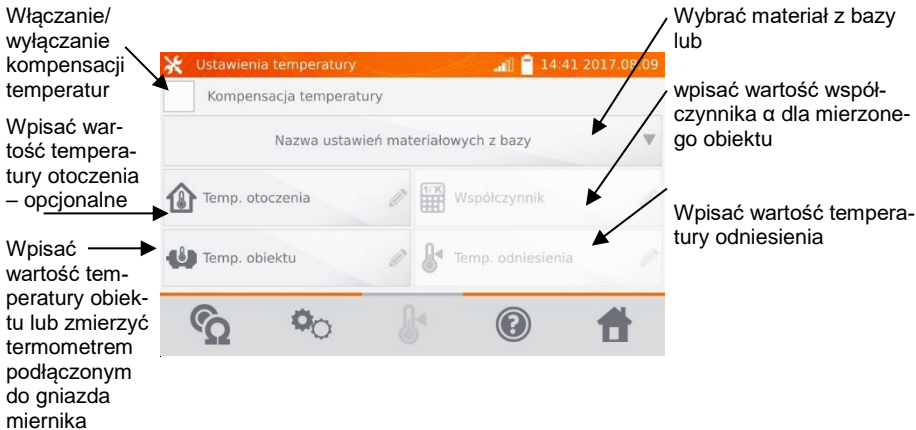 Włączanie/
wyłączanie
kompensacji
temperatur
Wpisać war-
tość tempera-
tury otoczenia
– opcjonalne
Wpisać
wartość tem-
peratury obiek-
tu lub zmierzyć
termometrem
podłączonym
do gniazda
miernika
Ustawienia temperatury
14:41 2017.08.09
Kompensacja temperatury
Nazwa ustawień materiałowych z bazy
Temp. otoczenia
1/°K
Współczynnik
Temp. obiektu
Temp. odniesienia
Wybrać materiał z bazy
lub
wpisać wartość współ-
czynnika α dla mierzone-
go obiektu
Wpisać wartość tempera-
tury odniesienia